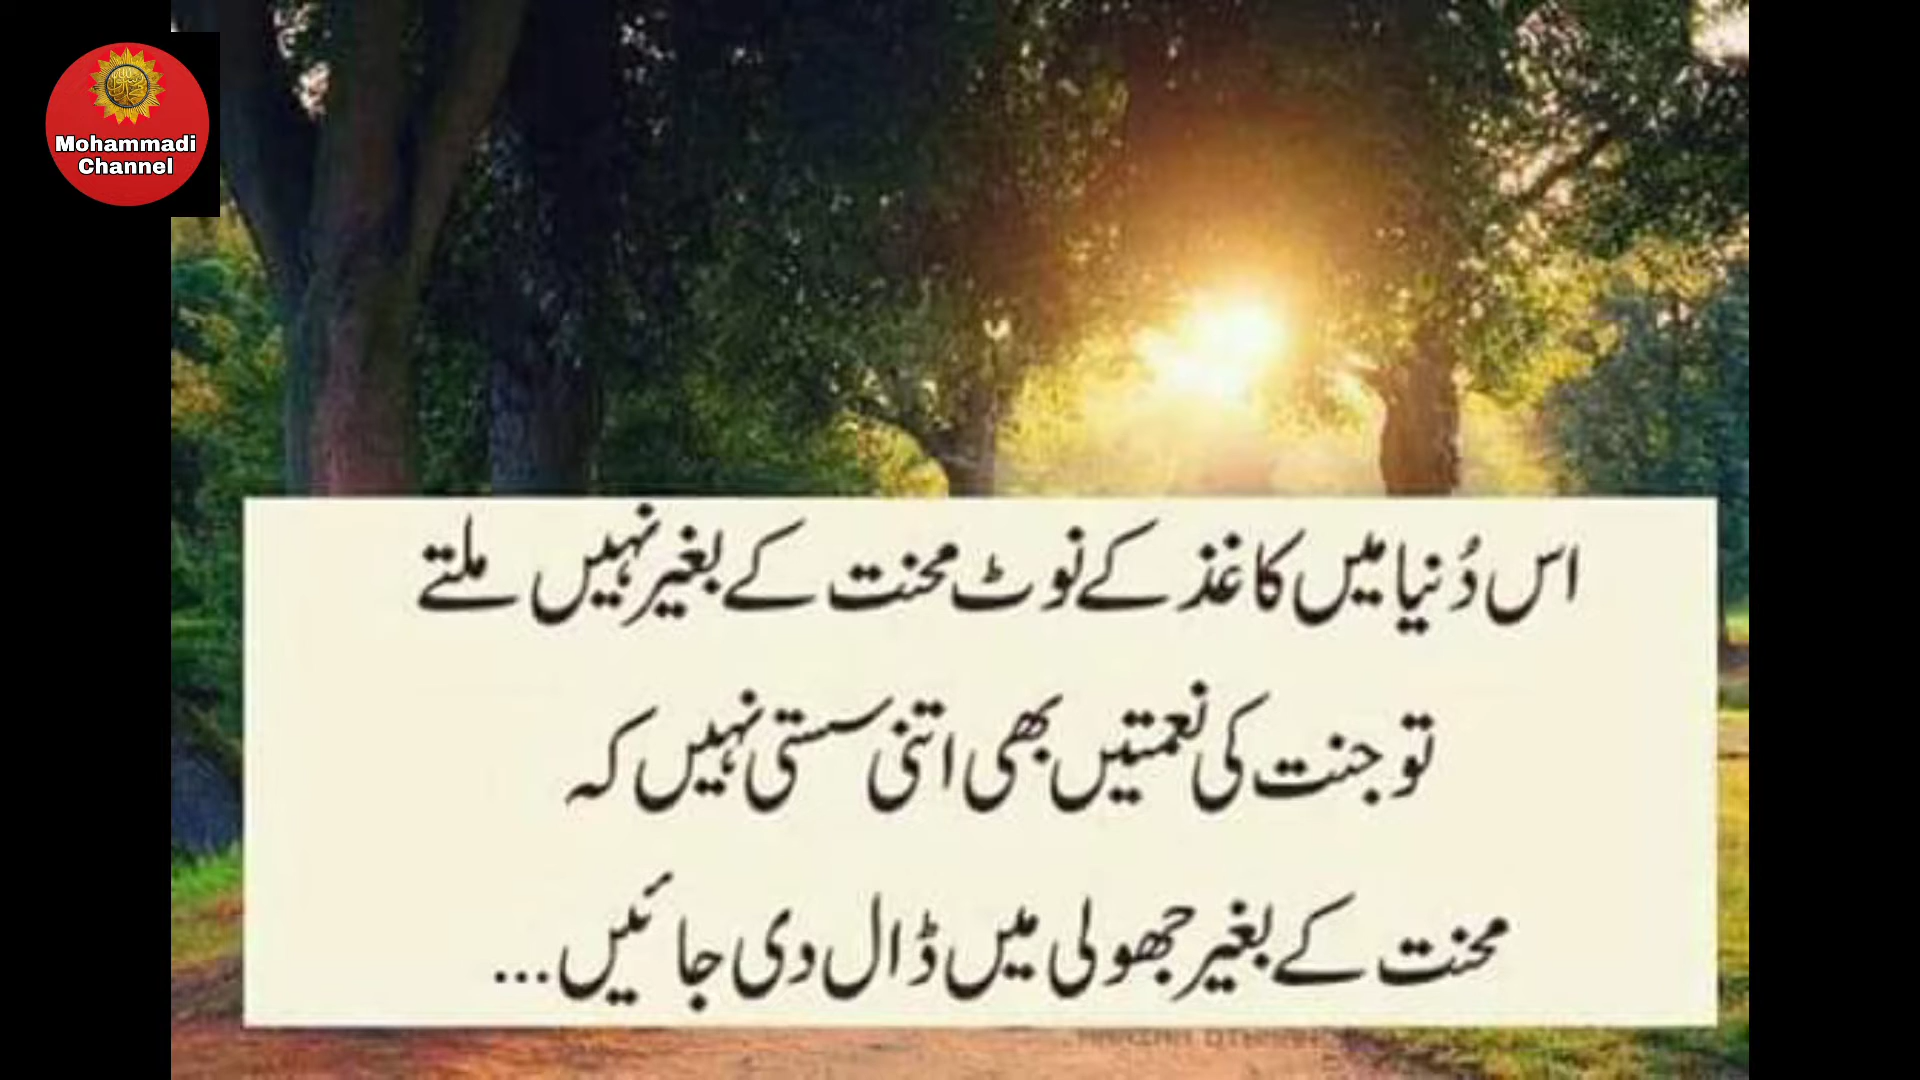 Mohammadi
Channel
اس دُنیا میں کاغذ کے نوٹ محنت کے بغیر نہیں ملتے
تو جنت کی نعمتیں بھی اتنی سستی نہیں کہ
محنت کے بغیر جھولی میں ڈال دی جائیں...